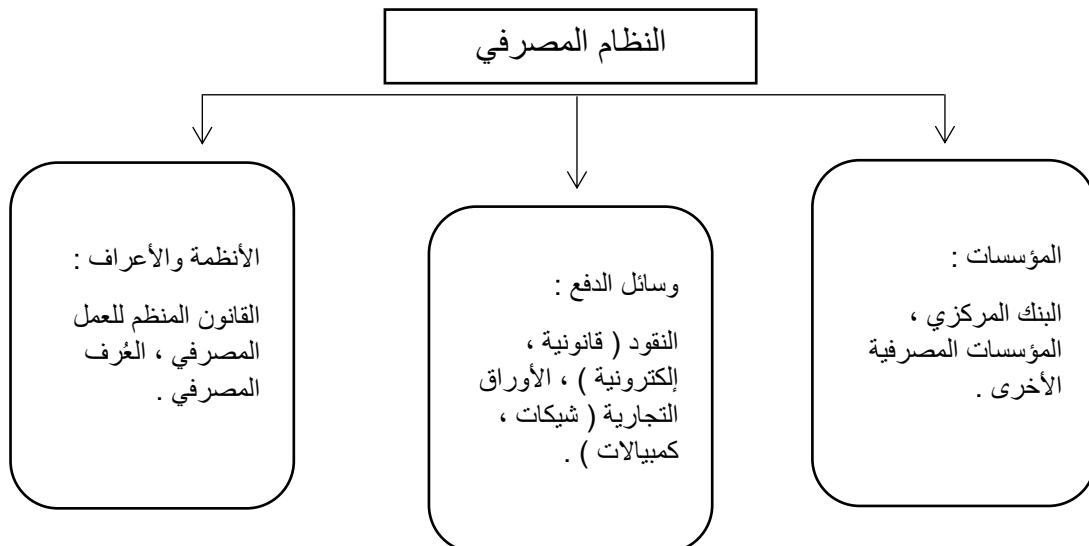 النظام المصرفي
المؤسسات :
البنك المركزي ،
المؤسسات المصرفية
الأخرى .
وسائل الدفع :
النقود ( قانونية ،
إلكترونية ) ، الأوراق
التجارية ( شيكات ،
كمبيالات ) .
الأنظمة والأعراف :
القانون المنظم للعمل
المصرفي ، العُرف
المصرفي .